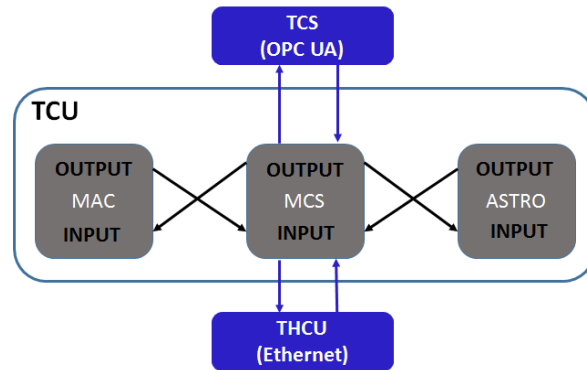 TCS
(OPC UA)
TCU
OUTPUT
MAC
INPUT
OUTPUT
MCS
INPUT
OUTPUT
ASTRO
INPUT
THCU
(Ethernet)